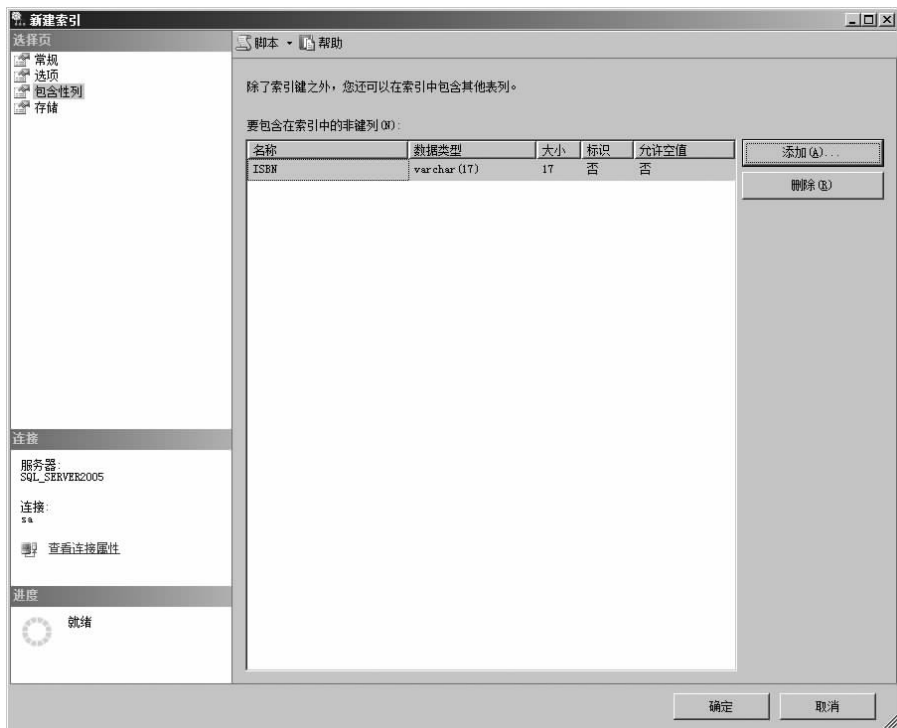 新建索引
选择页
常规
选项
包含性列
存储
脚本 帮助
除了索引键之外，您还可以在索引中包含其他表列。
要包含在索引中的非键列(N):
名称 数据类型 大小 标识 允许空值
ISBN varchar(17) 17 否 否
添加(A)...
删除(R)
连接
服务器:
SQL_SERVER2005
连接:
sa
查看连接属性
进度
就绪
确定 取消